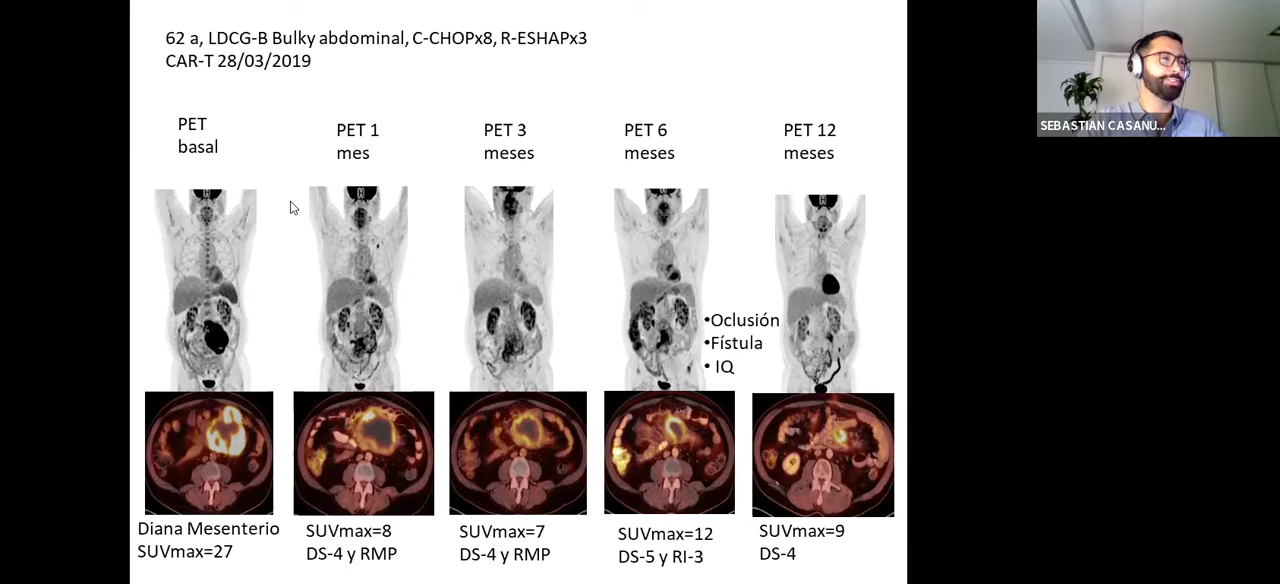 62 a, LDCG-B Bulky abdominal, C-CHOPx8, R-ESHAPx3
CAR-T 28/03/2019
PET
basal
PET 1
mes
PET 3
meses
PET 6
meses
PET 12
meses
•Oclusión
•Fístula
• IQ
Diana Mesenterio
SUVmax=27
SUVmax=8
DS-4 y RMP
SUVmax=7
DS-4 y RMP
SUVmax=12
DS-5 y RI-3
SUVmax=9
DS-4
SEBASTIAN CASANU...